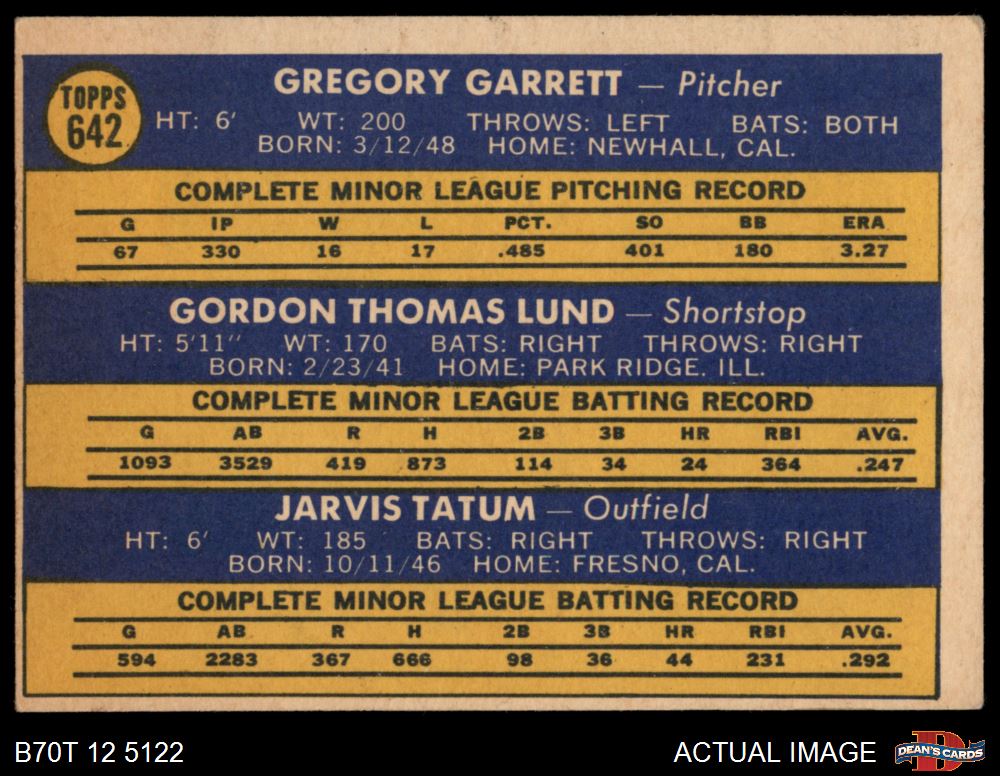 TOPPS
642
GREGORY GARRETT — Pitcher
HT: 6' WT: 200 THROWS: LEFT BATS: BOTH
BORN: 3/12/48 HOME: NEWHALL, CAL.
COMPLETE MINOR LEAGUE PITCHING RECORD
G IP W L PCT. SO BB ERA
67 330 16 17 .485 401 180 3.27
GORDON THOMAS LUND — Shortstop
HT: 5'11" WT: 170 BATS: RIGHT THROWS: RIGHT
BORN: 2/23/41 HOME: PARK RIDGE. ILL.
COMPLETE MINOR LEAGUE BATTING RECORD
G AB R H 2B 3B HR RBI AVG.
1093 3529 419 873 114 34 24 364 .247
JARVIS TATUM — Outfield
HT: 6' WT: 185 BATS: RIGHT THROWS: RIGHT
BORN: 10/11/46 HOME: FRESNO, CAL.
COMPLETE MINOR LEAGUE BATTING RECORD
G AB R H 2B 3B HR RBI AVG.
594 2283 367 666 98 36 44 231 .292
B70T 12 5122 ACTUAL IMAGE DEAN'S CARDS